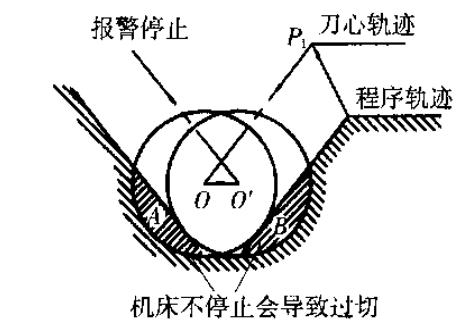 报警停止
P₁ 刀心轨迹
程序轨迹
O O′
A B
机床不停止会导致过切